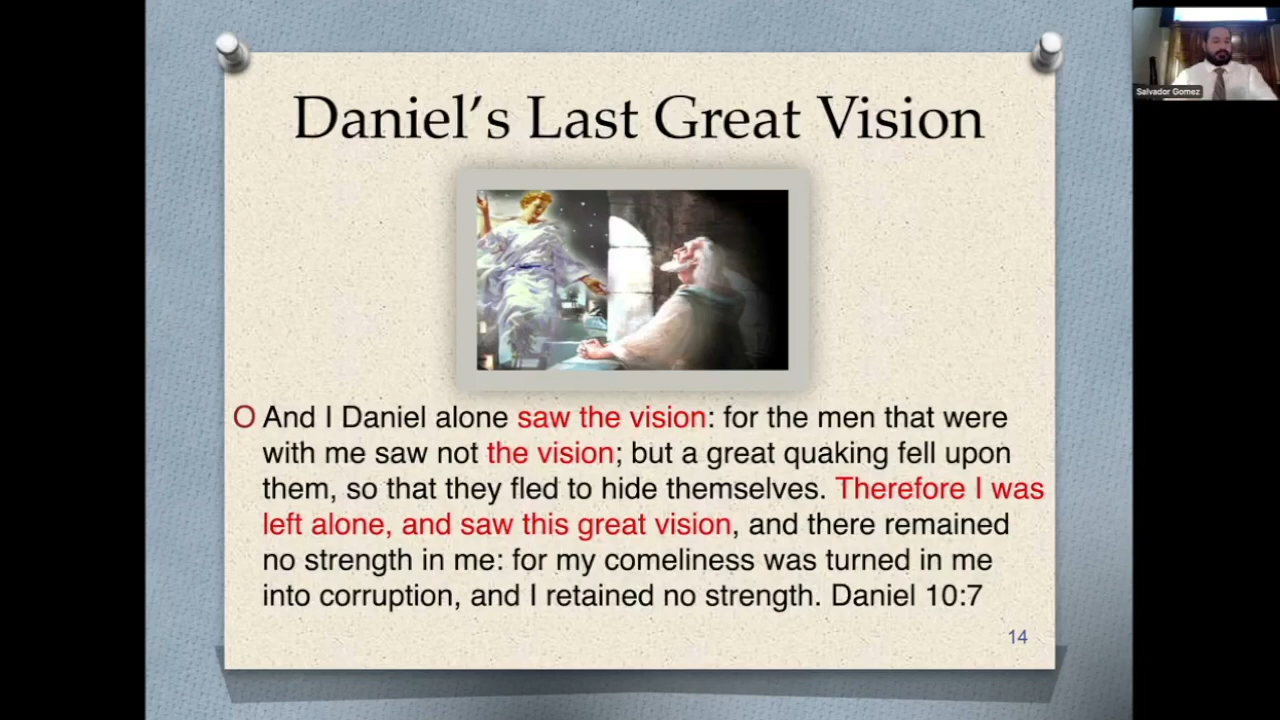 Daniel's Last Great Vision
Salvador Gomez
O And I Daniel alone saw the vision: for the men that were
with me saw not the vision; but a great quaking fell upon
them, so that they fled to hide themselves. Therefore I was
left alone, and saw this great vision, and there remained
no strength in me: for my comeliness was turned in me
into corruption, and I retained no strength. Daniel 10:7
14